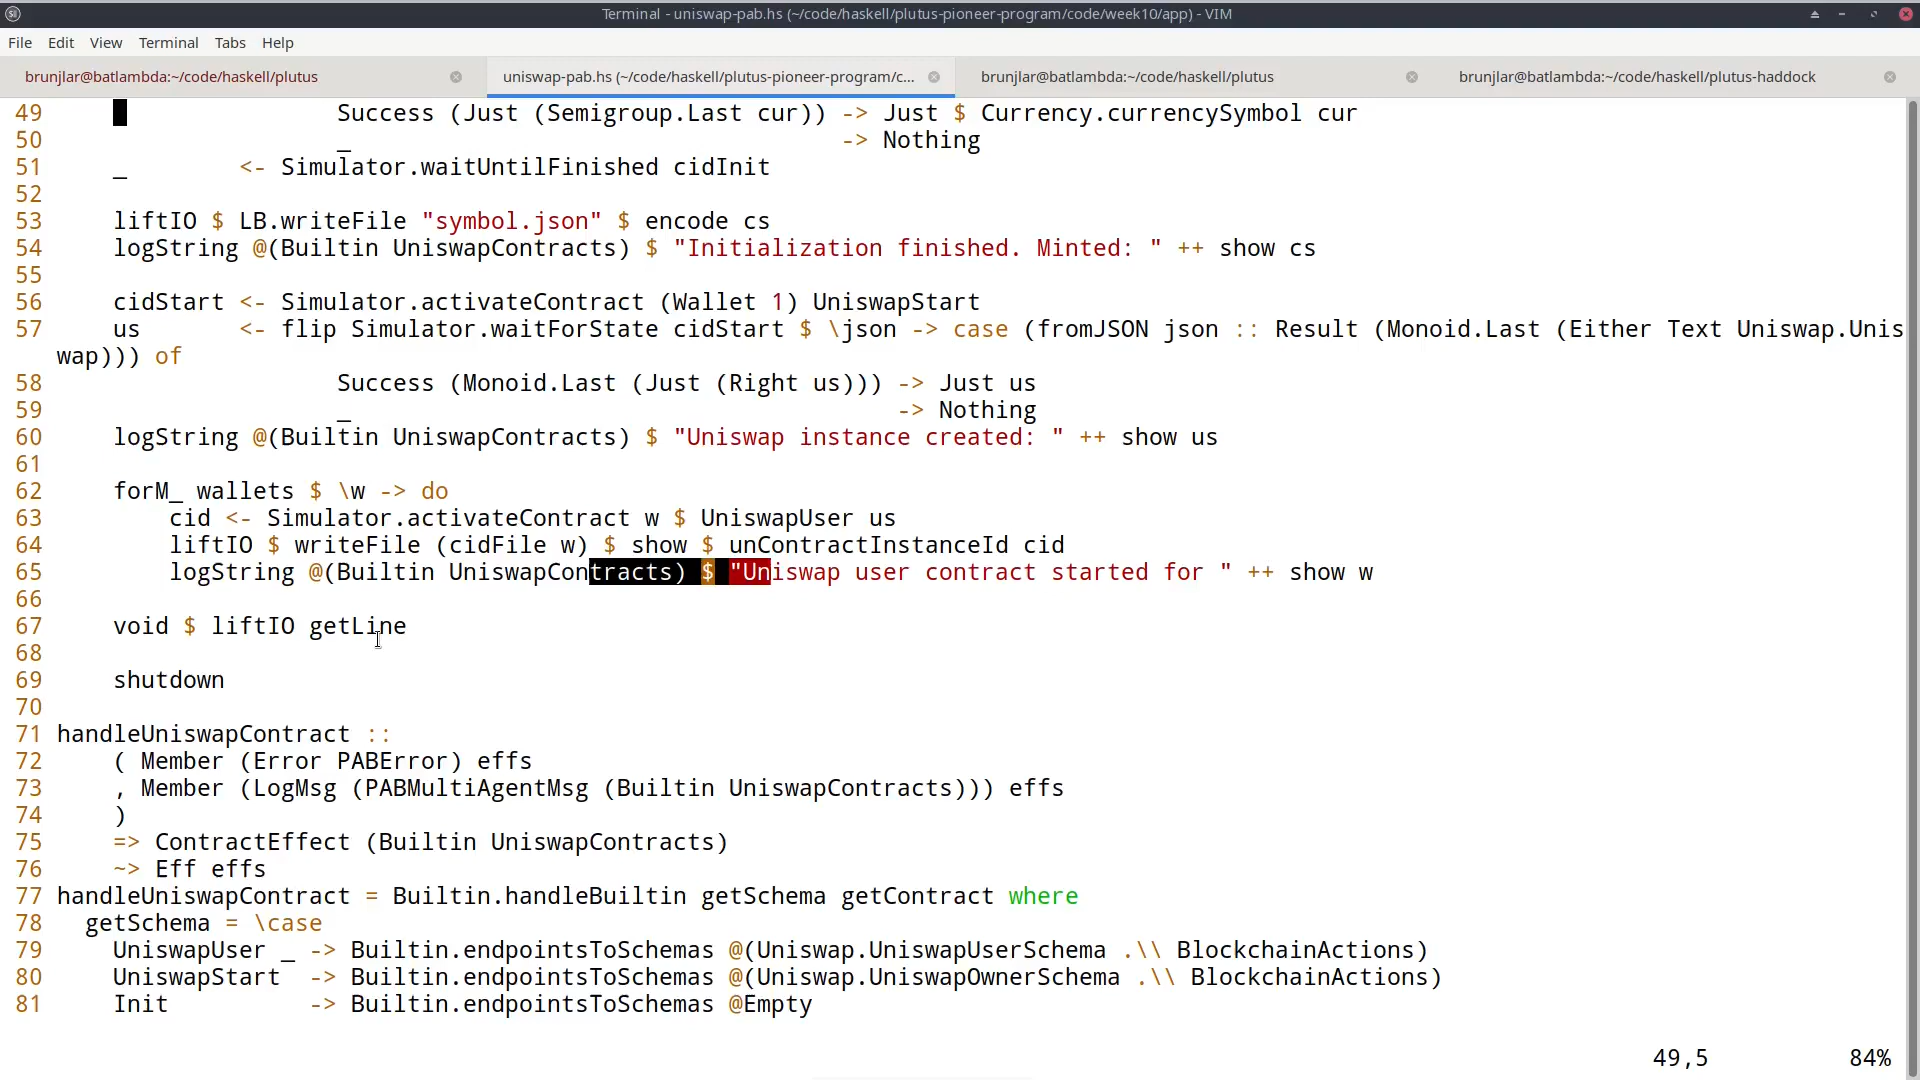 Terminal - uniswap-pab.hs (~/code/haskell/plutus-pioneer-program/code/week10/app) - VIM
File Edit View Terminal Tabs Help
brunjlar@batlambda:~/code/haskell/plutus uniswap-pab.hs (~/code/haskell/plutus-pioneer-program/c... brunjlar@batlambda:~/code/haskell/plutus brunjlar@batlambda:~/code/haskell/plutus-haddock
49                     Success (Just (Semigroup.Last cur)) -> Just $ Currency.currencySymbol cur
50                     _                                   -> Nothing
51     _        <- Simulator.waitUntilFinished cidInit
52
53     liftIO $ LB.writeFile "symbol.json" $ encode cs
54     logString @(Builtin UniswapContracts) $ "Initialization finished. Minted: " ++ show cs
55
56     cidStart <- Simulator.activateContract (Wallet 1) UniswapStart
57     us       <- flip Simulator.waitForState cidStart $ \json -> case (fromJSON json :: Result (Monoid.Last (Either Text Uniswap.Unis
wap))) of
58                     Success (Monoid.Last (Just (Right us))) -> Just us
59                     _                                       -> Nothing
60     logString @(Builtin UniswapContracts) $ "Uniswap instance created: " ++ show us
61
62     forM_ wallets $ \w -> do
63         cid <- Simulator.activateContract w $ UniswapUser us
64         liftIO $ writeFile (cidFile w) $ show $ unContractInstanceId cid
65         logString @(Builtin UniswapContracts) $ "Uniswap user contract started for " ++ show w
66
67     void $ liftIO getLine
68
69     shutdown
70
71 handleUniswapContract ::
72     ( Member (Error PABError) effs
73     , Member (LogMsg (PABMultiAgentMsg (Builtin UniswapContracts))) effs
74     )
75     => ContractEffect (Builtin UniswapContracts)
76     ~> Eff effs
77 handleUniswapContract = Builtin.handleBuiltin getSchema getContract where
78   getSchema = \case
79     UniswapUser _ -> Builtin.endpointsToSchemas @(Uniswap.UniswapUserSchema .\\ BlockchainActions)
80     UniswapStart  -> Builtin.endpointsToSchemas @(Uniswap.UniswapOwnerSchema .\\ BlockchainActions)
81     Init          -> Builtin.endpointsToSchemas @Empty
49,5 84%